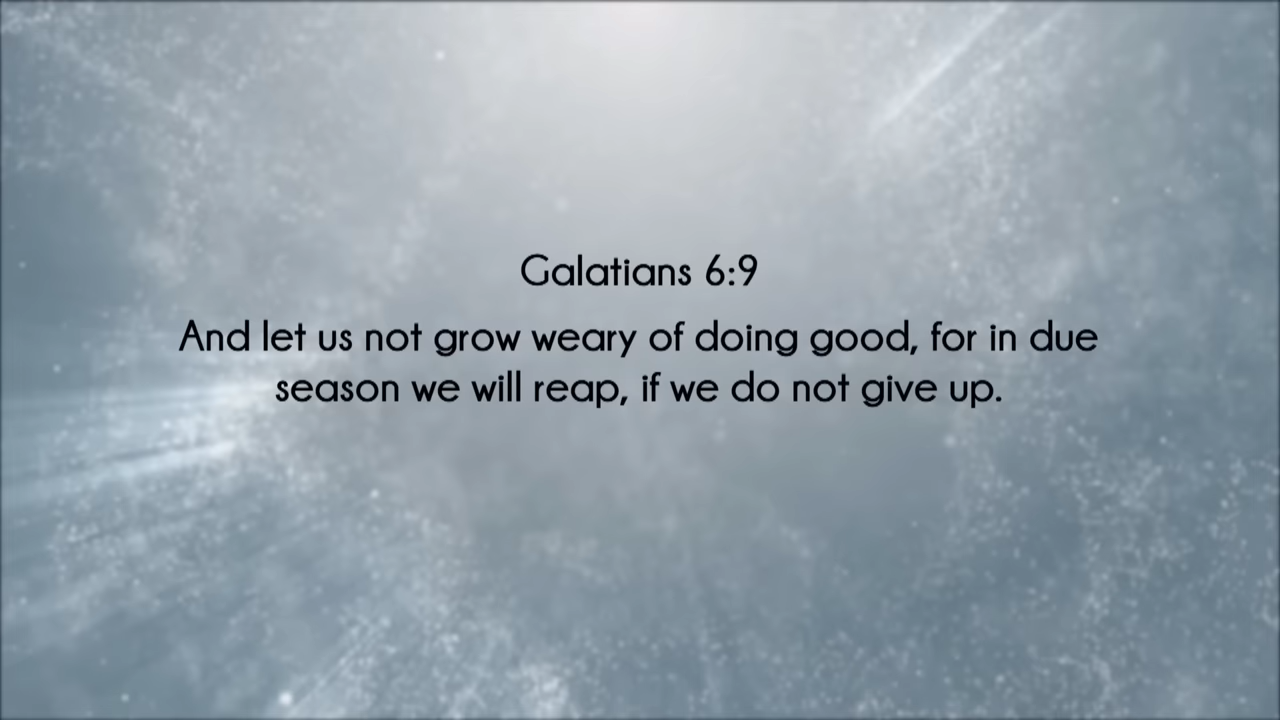 Galatians 6:9
And let us not grow weary of doing good, for in due
season we will reap, if we do not give up.